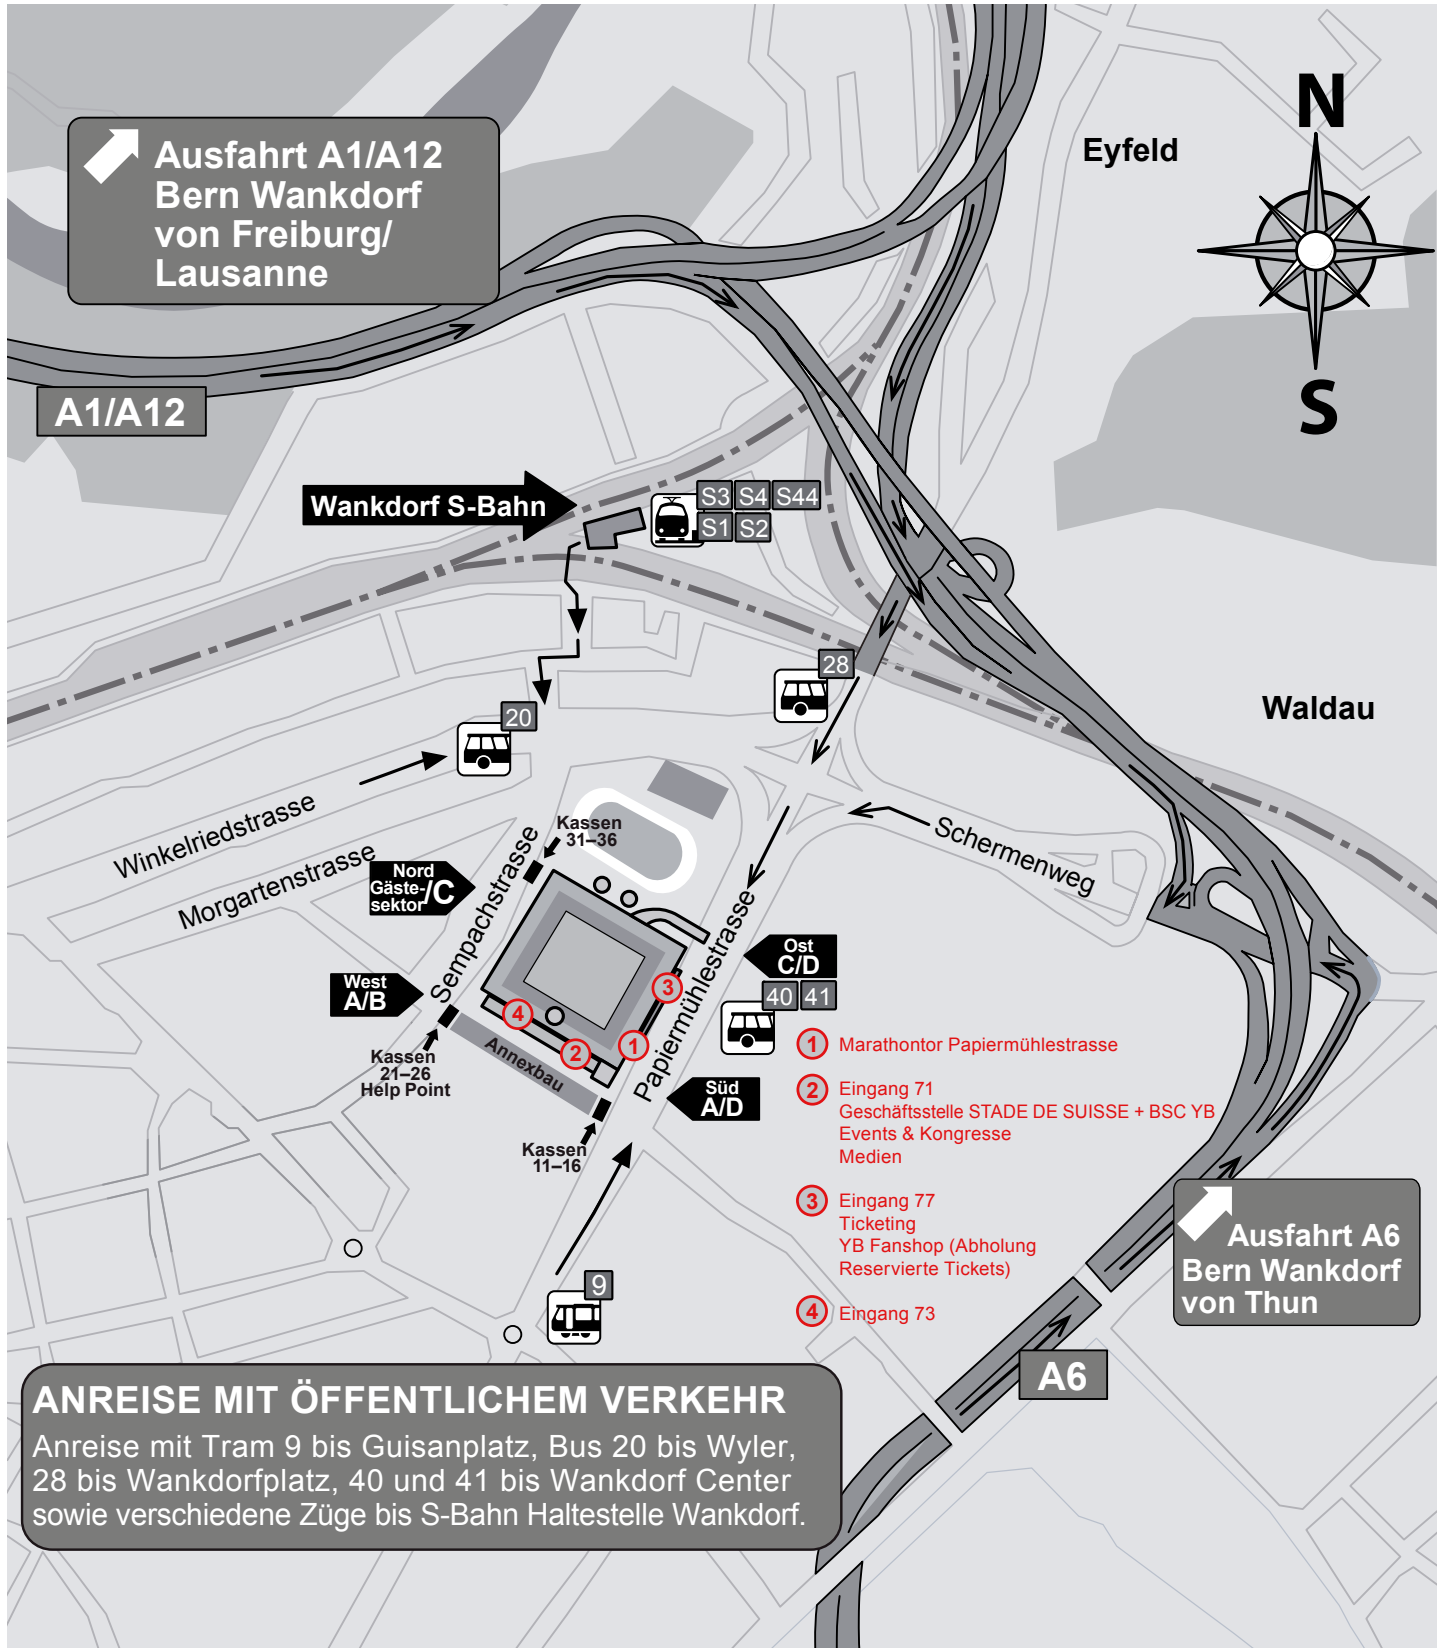 Ausfahrt A1/A12
Bern Wankdorf
von Freiburg/
Lausanne
N
S
Eyfeld
A1/A12
Wankdorf S-Bahn
S3 S4 S44
S1 S2
28
20
Waldau
Winkelriedstrasse
Morgartenstrasse
Sempachstrasse
Papiermühlestrasse
Schermenweg
Kassen
31–36
Nord
Gäste-
sektor/C
West
A/B
Ost
C/D
40 41
Süd
A/D
Kassen
21–26
Help Point
Annexbau
Kassen
11–16
3
4
2
1
1 Marathontor Papiermühlestrasse
2 Eingang 71
Geschäftsstelle STADE DE SUISSE + BSC YB
Events & Kongresse
Medien
3 Eingang 77
Ticketing
YB Fanshop (Abholung
Reservierte Tickets)
4 Eingang 73
9
Ausfahrt A6
Bern Wankdorf
von Thun
A6
ANREISE MIT ÖFFENTLICHEM VERKEHR
Anreise mit Tram 9 bis Guisanplatz, Bus 20 bis Wyler,
28 bis Wankdorfplatz, 40 und 41 bis Wankdorf Center
sowie verschiedene Züge bis S-Bahn Haltestelle Wankdorf.